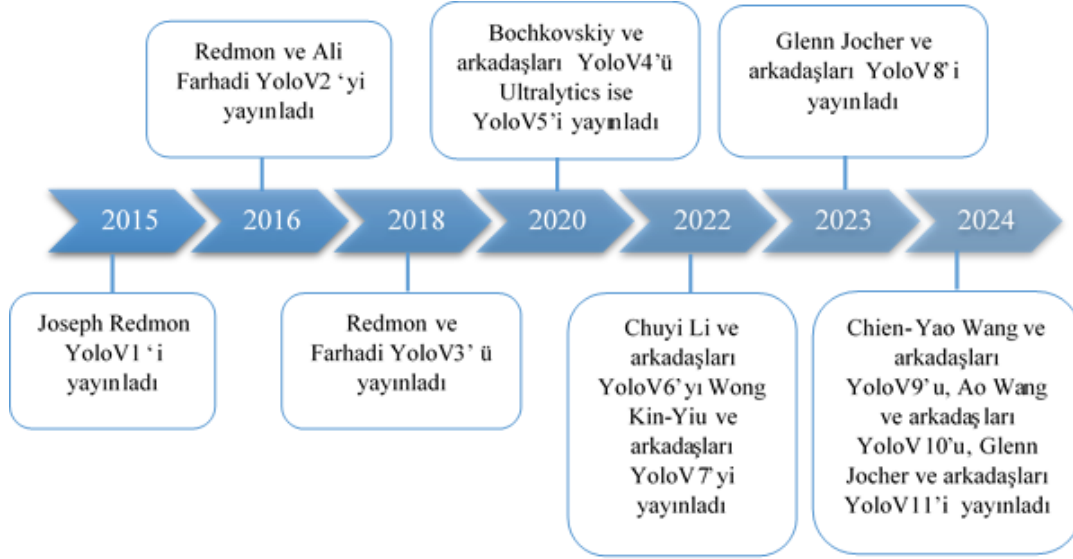 Redmon ve Ali
Farhadi YoloV2 ‘yi
yayınladı
Bochkovskiy ve
arkadaşları YoloV4’ü
Ultralytics ise
YoloV5’i yayınladı
Glenn Jocher ve
arkadaşları YoloV8’i
yayınladı
2015
2016
2018
2020
2022
2023
2024
Joseph Redmon
YoloV1 ‘i
yayınladı
Redmon ve
Farhadi YoloV3’ ü
yayınladı
Chuyi Li ve
arkadaşları
YoloV6’yı Wong
Kin-Yiu ve
arkadaşları
YoloV7’yi
yayınladı
Chien-Yao Wang ve
arkadaşları
YoloV9’u, Ao Wang
ve arkadaşları
YoloV10’u, Glenn
Jocher ve arkadaşları
YoloV11’i yayınladı